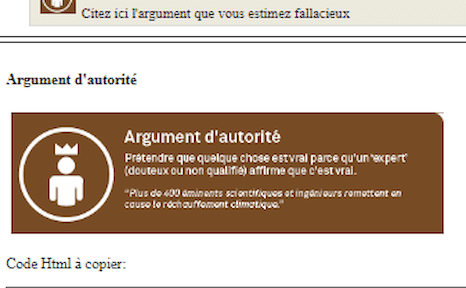 Citez ici l'argument que vous estimez fallacieux
Argument d'autorité
Argument d'autorité
Prétendre que quelque chose est vrai parce qu'un "expert"
(douteux ou non qualifié) affirme que c'est vrai.
"Plus de 400 éminents scientifiques et ingénieurs remettent en
cause le réchauffement climatique."
Code Html à copier: